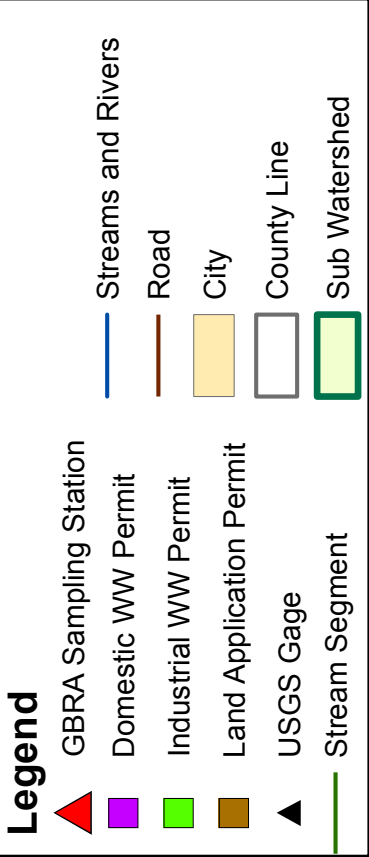 Legend
GBRA Sampling Station
Domestic WW Permit
Industrial WW Permit
Land Application Permit
USGS Gage
Stream Segment
Streams and Rivers
Road
City
County Line
Sub Watershed